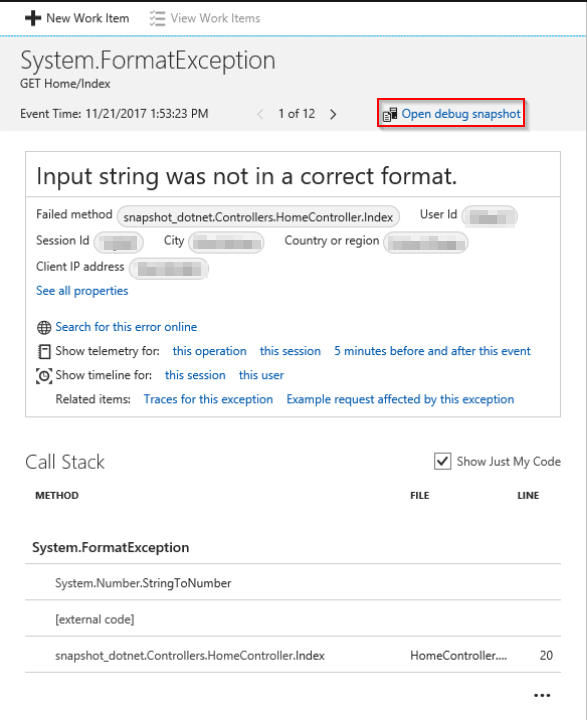 New Work Item View Work Items
System.FormatException
GET Home/Index
Event Time: 11/21/2017 1:53:23 PM < 1 of 12 > Open debug snapshot
Input string was not in a correct format.
Failed method snapshot_dotnet.Controllers.HomeController.Index User Id
Session Id City Country or region
Client IP address
See all properties
Search for this error online
Show telemetry for: this operation this session 5 minutes before and after this event
Show timeline for: this session this user
Related items: Traces for this exception Example request affected by this exception
Call Stack Show Just My Code
METHOD FILE LINE
System.FormatException
System.Number.StringToNumber
[external code]
snapshot_dotnet.Controllers.HomeController.Index HomeController.... 20
...